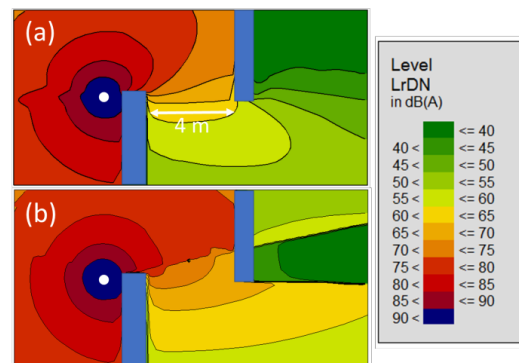 (a)
4 m
(b)
Level
LrDN
in dB(A)
<= 40
40 < <= 45
45 < <= 50
50 < <= 55
55 < <= 60
60 < <= 65
65 < <= 70
70 < <= 75
75 < <= 80
80 < <= 85
85 < <= 90
90 <